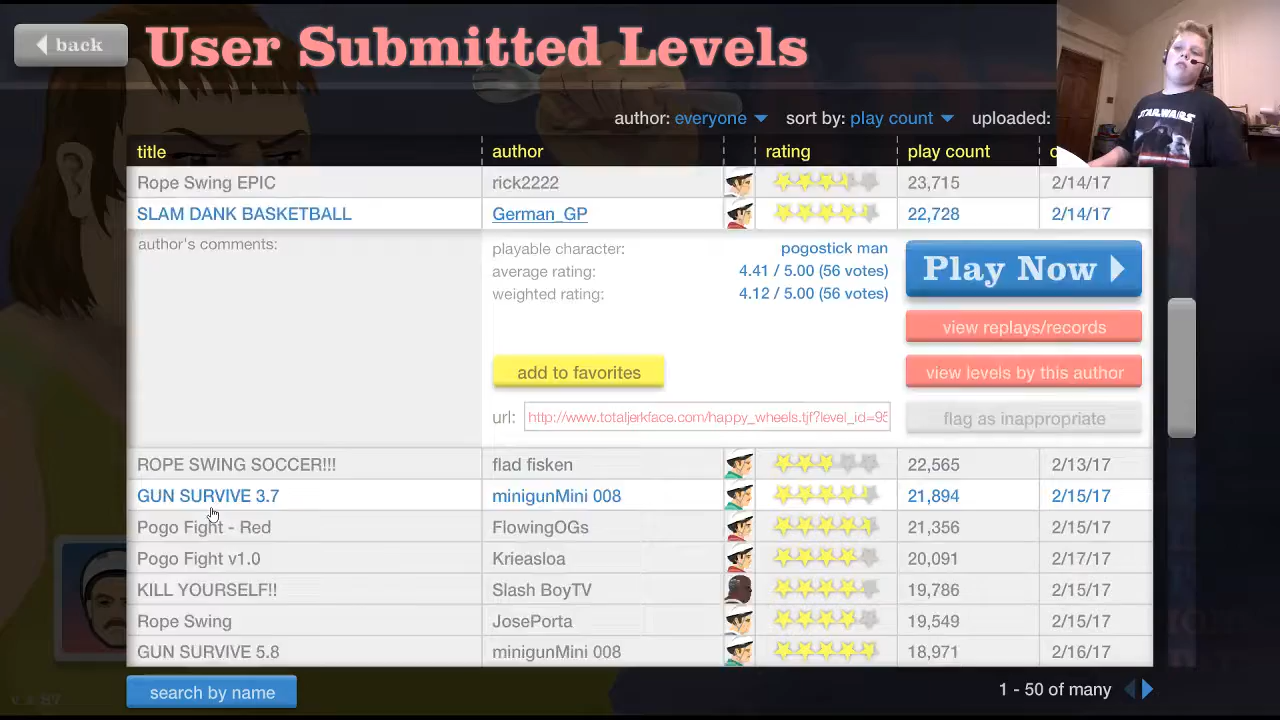 back
User Submitted Levels
author: everyone sort by: play count uploaded:
title author rating play count
Rope Swing EPIC rick2222 23,715 2/14/17
SLAM DANK BASKETBALL German_GP 22,728 2/14/17
author's comments:
playable character: pogostick man
average rating: 4.41 / 5.00 (56 votes)
weighted rating: 4.12 / 5.00 (56 votes)
Play Now
view replays/records
add to favorites
view levels by this author
url: http://www.totaljerkface.com/happy_wheels.tjf?level_id=95
flag as inappropriate
ROPE SWING SOCCER!!! flad fisken 22,565 2/13/17
GUN SURVIVE 3.7 minigunMini 008 21,894 2/15/17
Pogo Fight - Red FlowingOGs 21,356 2/15/17
Pogo Fight v1.0 Krieasloa 20,091 2/17/17
KILL YOURSELF!! Slash BoyTV 19,786 2/15/17
Rope Swing JosePorta 19,549 2/15/17
GUN SURVIVE 5.8 minigunMini 008 18,971 2/16/17
search by name
1 - 50 of many
STAR WARS